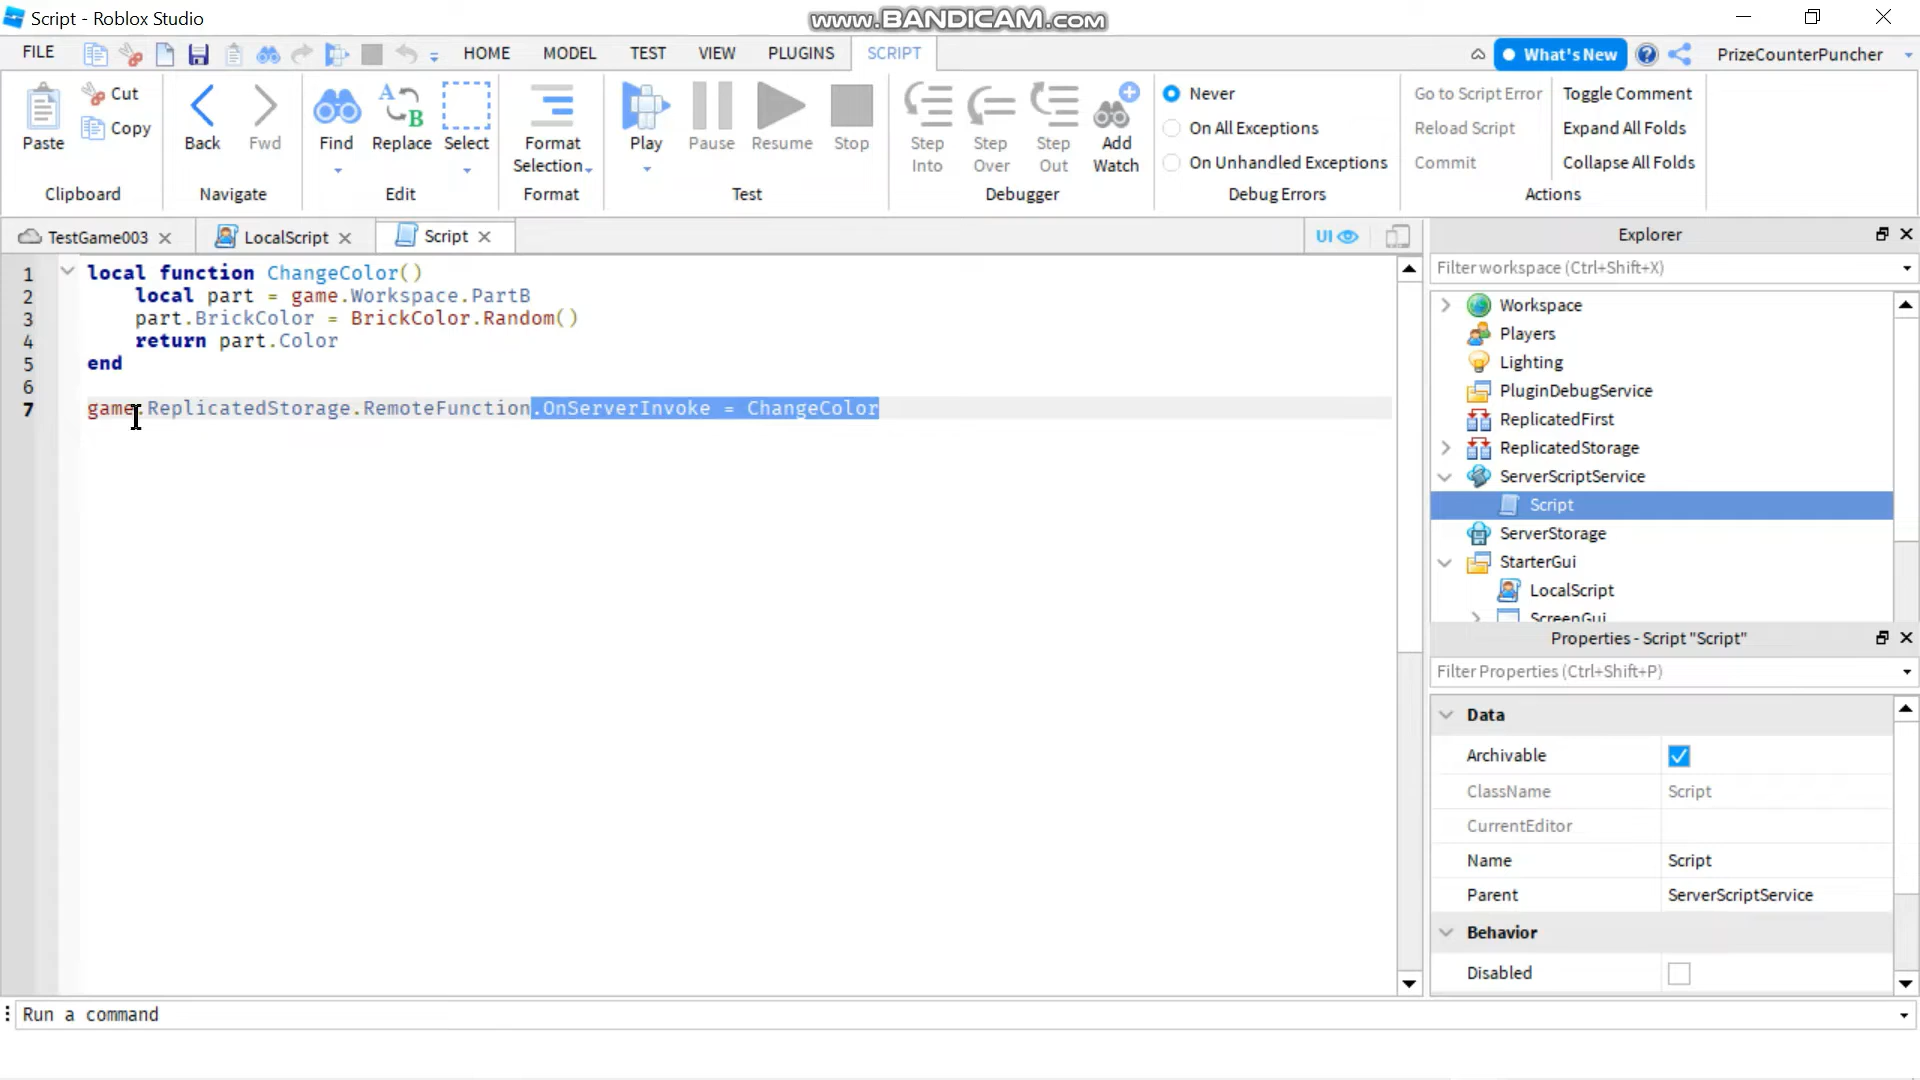 Script - Roblox Studio
www.BANDICAM.com
FILE
HOME
MODEL
TEST
VIEW
PLUGINS
SCRIPT
What's New
PrizeCounterPuncher
Paste
Cut
Copy
Clipboard
Back
Fwd
Navigate
Find
Replace
Select
Edit
Format
Selection
Format
Play
Pause
Resume
Stop
Test
Step
Into
Step
Over
Step
Out
Add
Watch
Debugger
Never
On All Exceptions
On Unhandled Exceptions
Debug Errors
Go to Script Error
Reload Script
Commit
Toggle Comment
Expand All Folds
Collapse All Folds
Actions
TestGame003
LocalScript
Script
UI
1 local function ChangeColor()
2 local part = game.Workspace.PartB
3 part.BrickColor = BrickColor.Random()
4 return part.Color
5 end
6
7 game.ReplicatedStorage.RemoteFunction.OnServerInvoke = ChangeColor
Explorer
Filter workspace (Ctrl+Shift+X)
Workspace
Players
Lighting
PluginDebugService
ReplicatedFirst
ReplicatedStorage
ServerScriptService
Script
ServerStorage
StarterGui
LocalScript
ScreenGui
Properties - Script "Script"
Filter Properties (Ctrl+Shift+P)
Data
Archivable
ClassName Script
CurrentEditor
Name Script
Parent ServerScriptService
Behavior
Disabled
Run a command